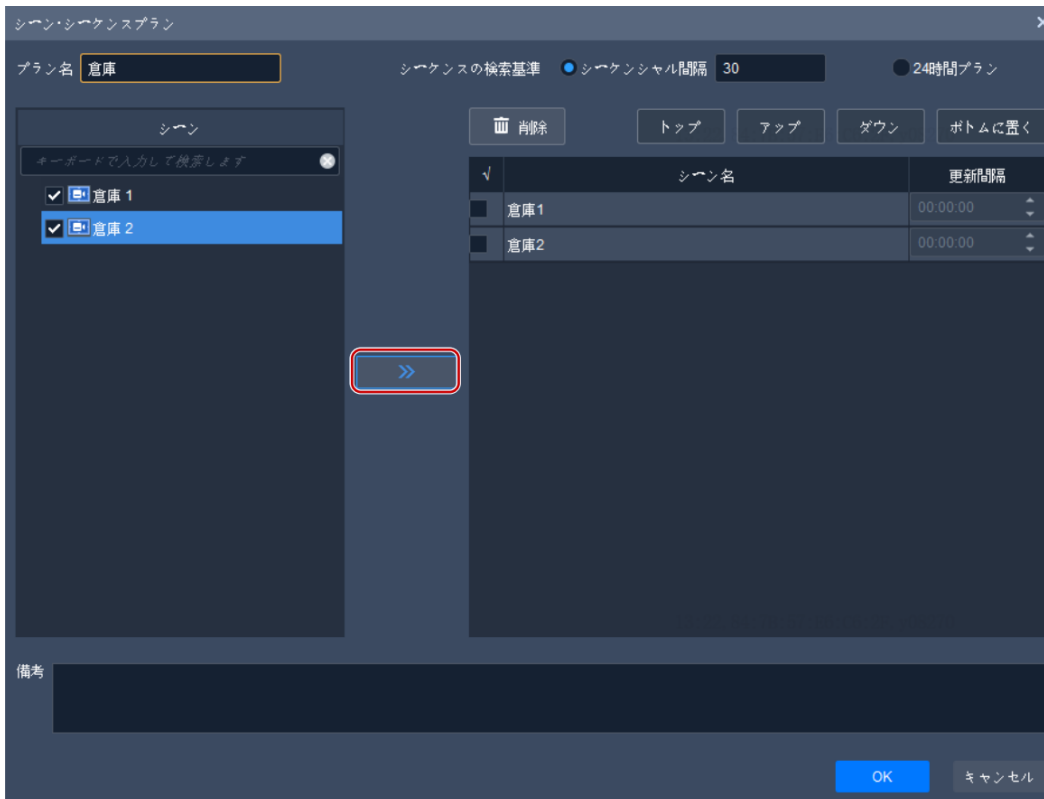 シーン・シーケンスプラン
プラン名 倉庫 シーケンスの検索基準 シーケンシャル間隔 30 24時間プラン
シーン 削除 トップ アップ ダウン ボトムに置く
キーボードで入力して検索します √ シーン名 更新間隔
倉庫 1 倉庫1 00:00:00
倉庫 2 倉庫2 00:00:00
備考
OK キャンセル